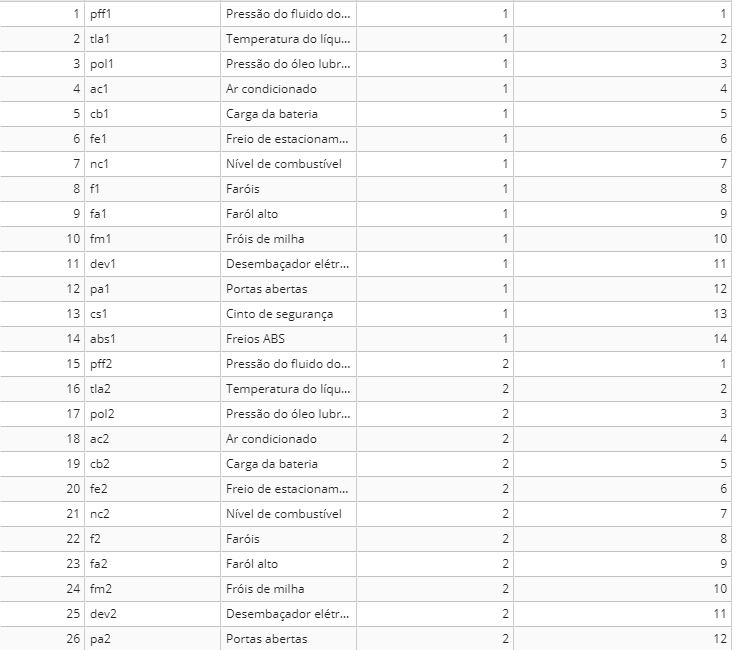 1 pff1 Pressão do fluido do... 1 1
2 tla1 Temperatura do líqu... 1 2
3 pol1 Pressão do óleo lubr... 1 3
4 ac1 Ar condicionado 1 4
5 cb1 Carga da bateria 1 5
6 fe1 Freio de estacionam... 1 6
7 nc1 Nível de combustível 1 7
8 f1 Faróis 1 8
9 fa1 Faról alto 1 9
10 fm1 Fróis de milha 1 10
11 dev1 Desembaçador elétr... 1 11
12 pa1 Portas abertas 1 12
13 cs1 Cinto de segurança 1 13
14 abs1 Freios ABS 1 14
15 pff2 Pressão do fluido do... 2 1
16 tla2 Temperatura do líqu... 2 2
17 pol2 Pressão do óleo lubr... 2 3
18 ac2 Ar condicionado 2 4
19 cb2 Carga da bateria 2 5
20 fe2 Freio de estacionam... 2 6
21 nc2 Nível de combustível 2 7
22 f2 Faróis 2 8
23 fa2 Faról alto 2 9
24 fm2 Fróis de milha 2 10
25 dev2 Desembaçador elétr... 2 11
26 pa2 Portas abertas 2 12